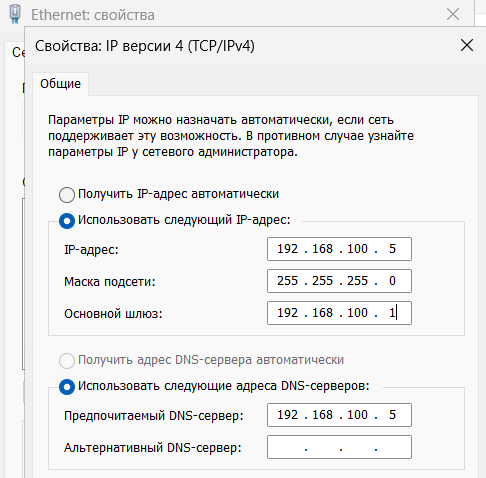 Ethernet: свойства
Свойства: IP версии 4 (TCP/IPv4)
Общие
Параметры IP можно назначать автоматически, если сеть
поддерживает эту возможность. В противном случае узнайте
параметры IP у сетевого администратора.
Получить IP-адрес автоматически
Использовать следующий IP-адрес:
IP-адрес: 192 . 168 . 100 . 5
Маска подсети: 255 . 255 . 255 . 0
Основной шлюз: 192 . 168 . 100 . 1
Получить адрес DNS-сервера автоматически
Использовать следующие адреса DNS-серверов:
Предпочитаемый DNS-сервер: 192 . 168 . 100 . 5
Альтернативный DNS-сервер: . . .